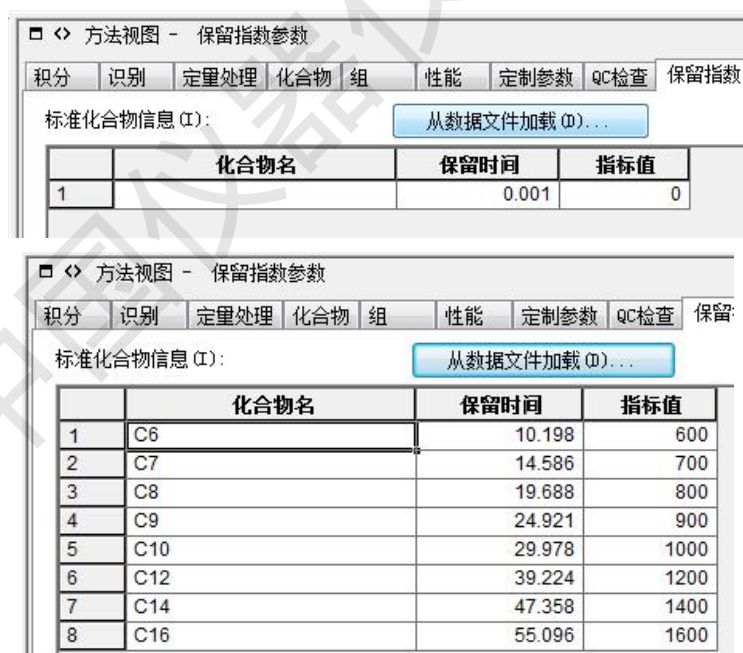 方法视图 - 保留指数参数
积分 识别 定量处理 化合物 组 性能 定制参数 QC检查 保留指数
标准化合物信息(I): 从数据文件加载(D)...
化合物名 保留时间 指标值
1 0.001 0
方法视图 - 保留指数参数
积分 识别 定量处理 化合物 组 性能 定制参数 QC检查 保留
标准化合物信息(I): 从数据文件加载(D)...
化合物名 保留时间 指标值
1 C6 10.198 600
2 C7 14.586 700
3 C8 19.688 800
4 C9 24.921 900
5 C10 29.978 1000
6 C12 39.224 1200
7 C14 47.358 1400
8 C16 55.096 1600
中国仪器